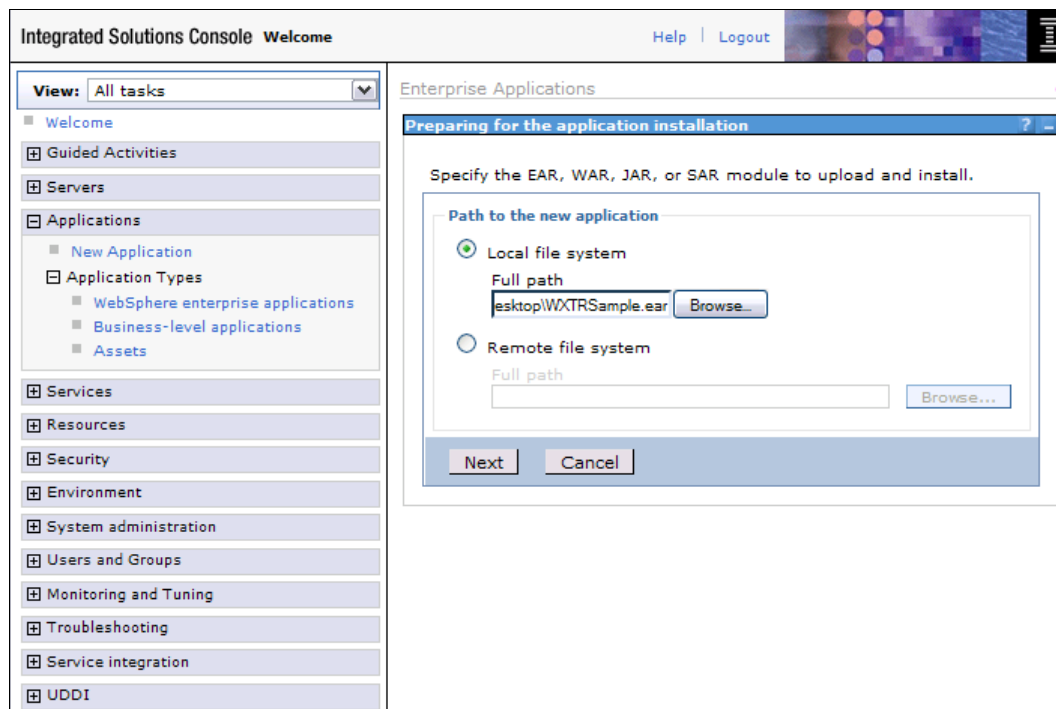 Integrated Solutions Console Welcome
Help | Logout
View: All tasks
Welcome
Guided Activities
Servers
Applications
New Application
Application Types
WebSphere enterprise applications
Business-level applications
Assets
Services
Resources
Security
Environment
System administration
Users and Groups
Monitoring and Tuning
Troubleshooting
Service integration
UDDI
Enterprise Applications
Preparing for the application installation ? –
Specify the EAR, WAR, JAR, or SAR module to upload and install.
Path to the new application
Local file system
Full path
esktop\WXTRSample.ear Browse...
Remote file system
Full path
Browse...
Next Cancel